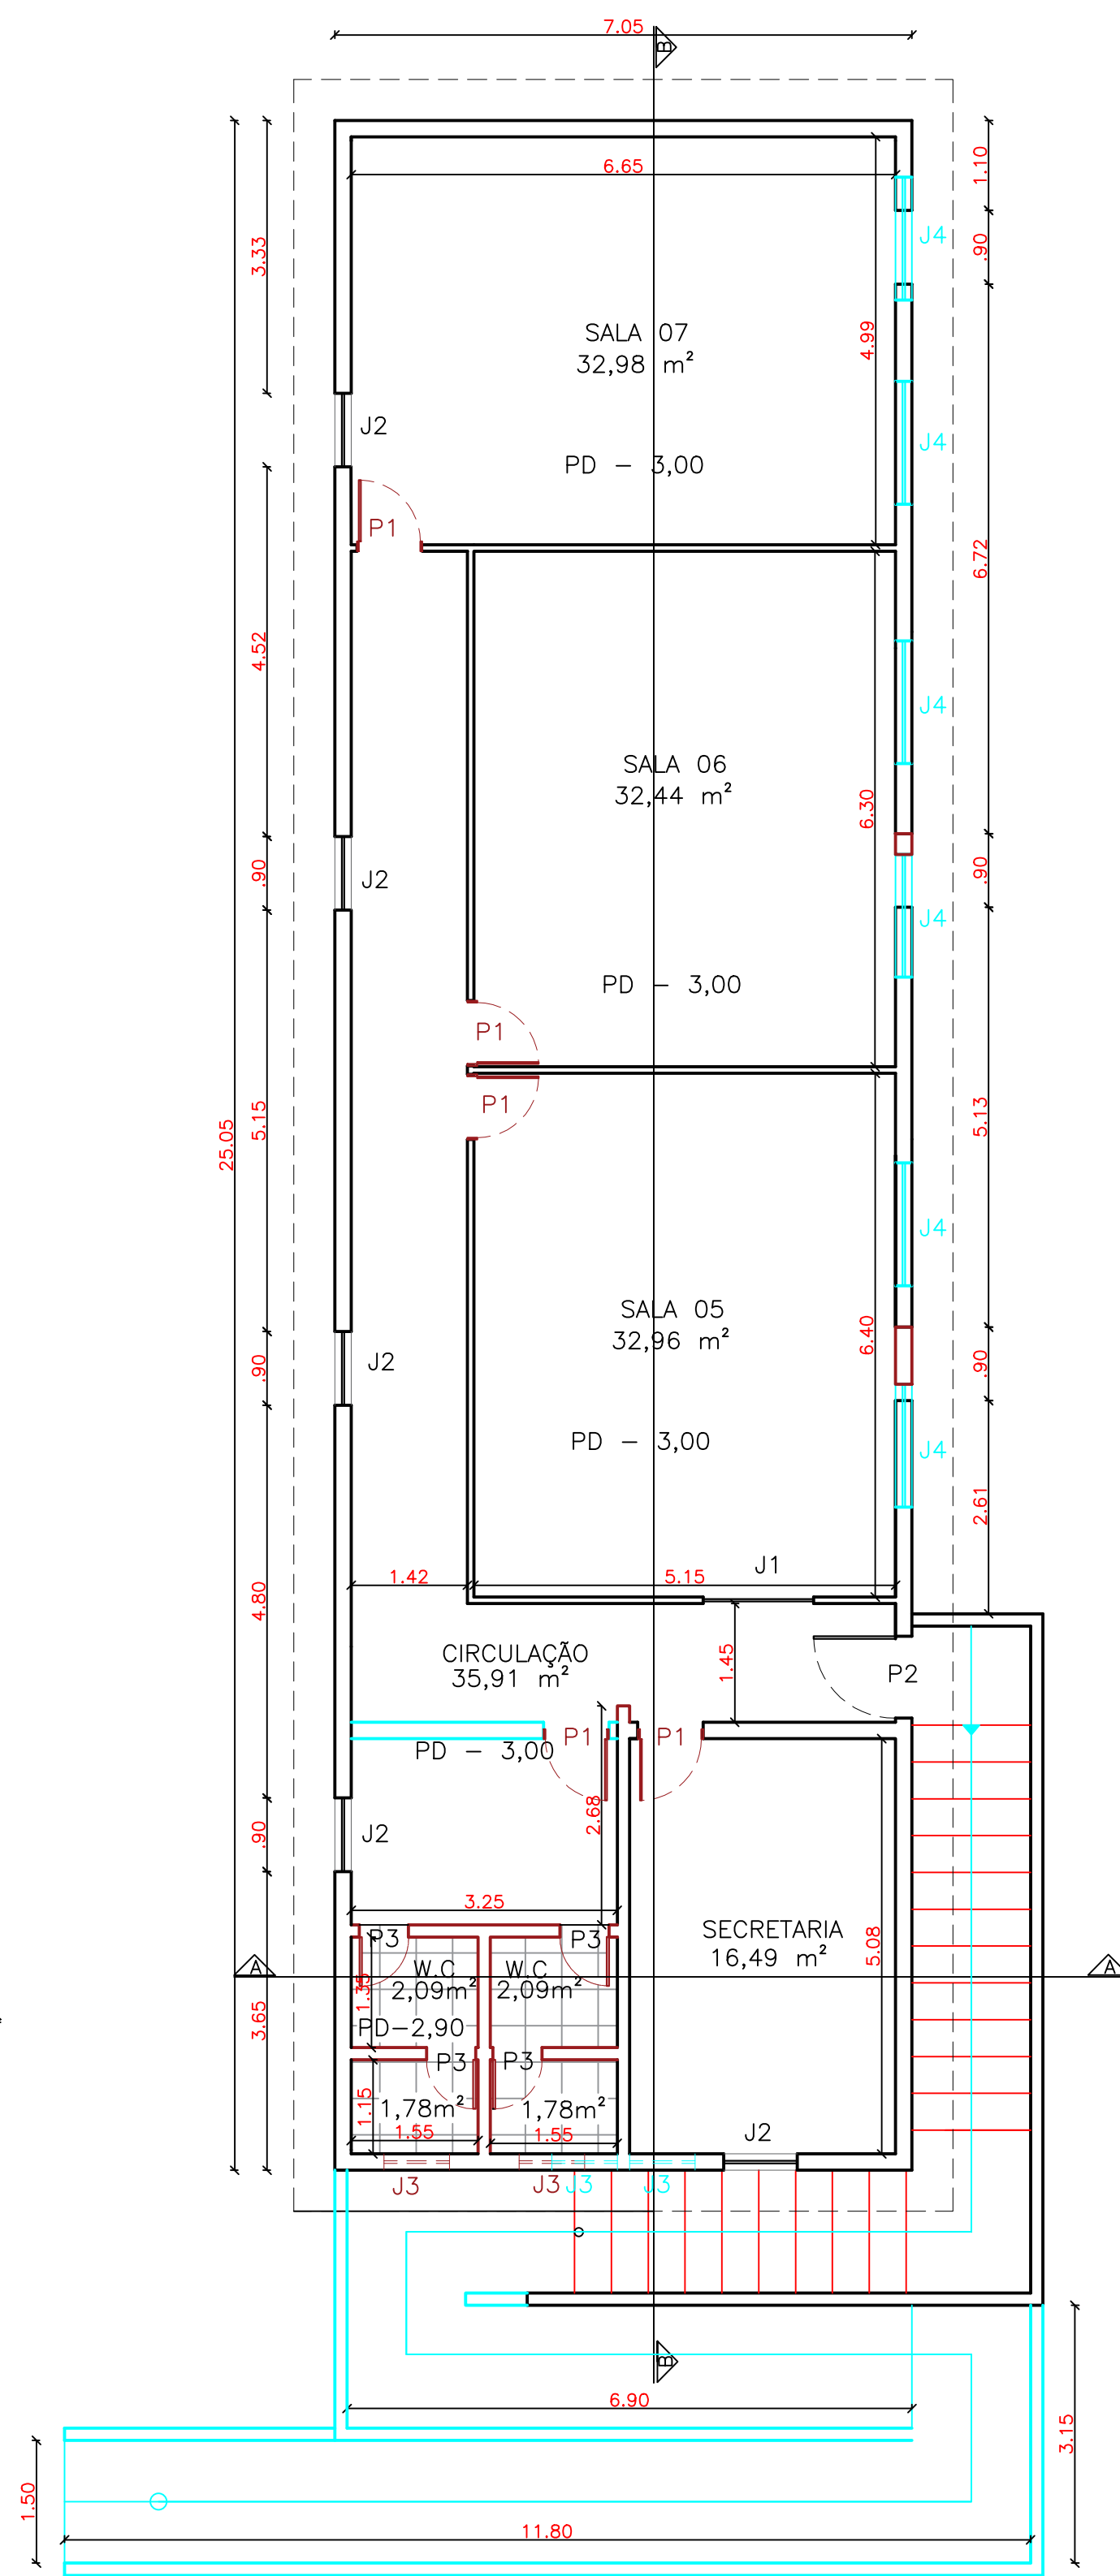 7.05
B
6.65
1.10
J4
.90
3.33
SALA 07
32,98 m²
4.99
J2
J4
PD - 3,00
P1
6.72
4.52
J4
SALA 06
32,44 m²
6.30
.90
J2
.90
J4
PD - 3,00
P1
P1
5.15
25.05
5.13
J4
SALA 05
32,96 m²
6.40
.90
J2
.90
PD - 3,00
J4
2.61
J1
1.42
5.15
4.80
CIRCULAÇÃO
35,91 m²
1.45
P2
P1
P1
PD - 3,00
2.68
.90
J2
3.25
SECRETARIA
16,49 m²
5.08
P3
P3
A
W.C
2,09m²
W.C
2,09m²
A
1.35
PD-2,90
3.65
P3
P3
1.15
1,78m²
1,78m²
1.55
1.55
J2
J3
J3
J3
J3
B
6.90
3.15
1.50
11.80